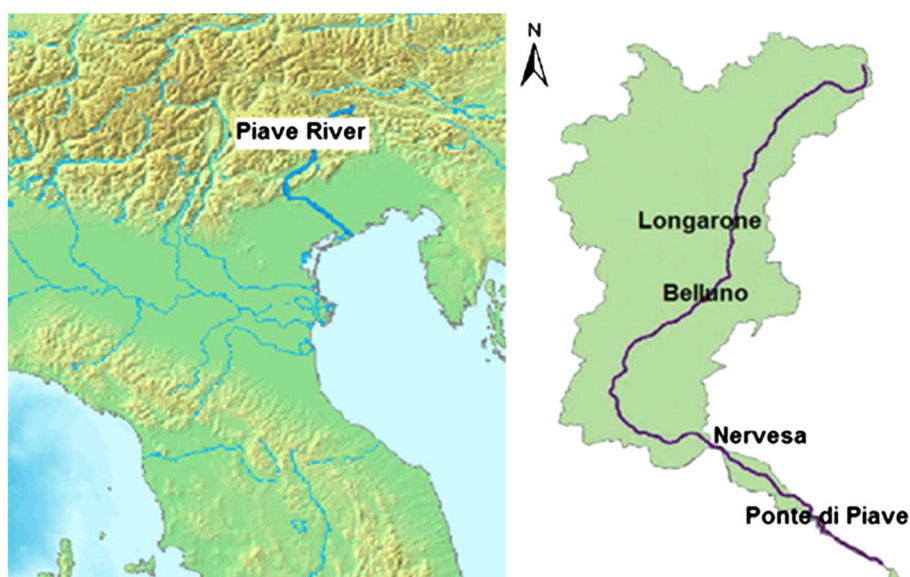 Piave River
N
Longarone
Belluno
Nervesa
Ponte di Piave